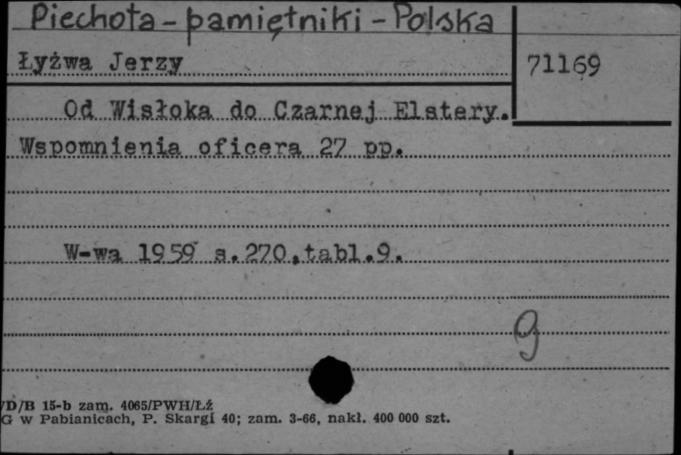 Piechota - pamiętniki - Polska
Łyżwa Jerzy
71169
Od Wisłoka do Czarnej Elstery.
Wspomnienia oficera 27 pp.
W-wa 1959 s.270,tabl.9.
g
/D/B 15-b zam. 4065/PWH/Łź
G w Pabianicach, P. Skargi 40; zam. 3-66, nakł. 400 000 szt.